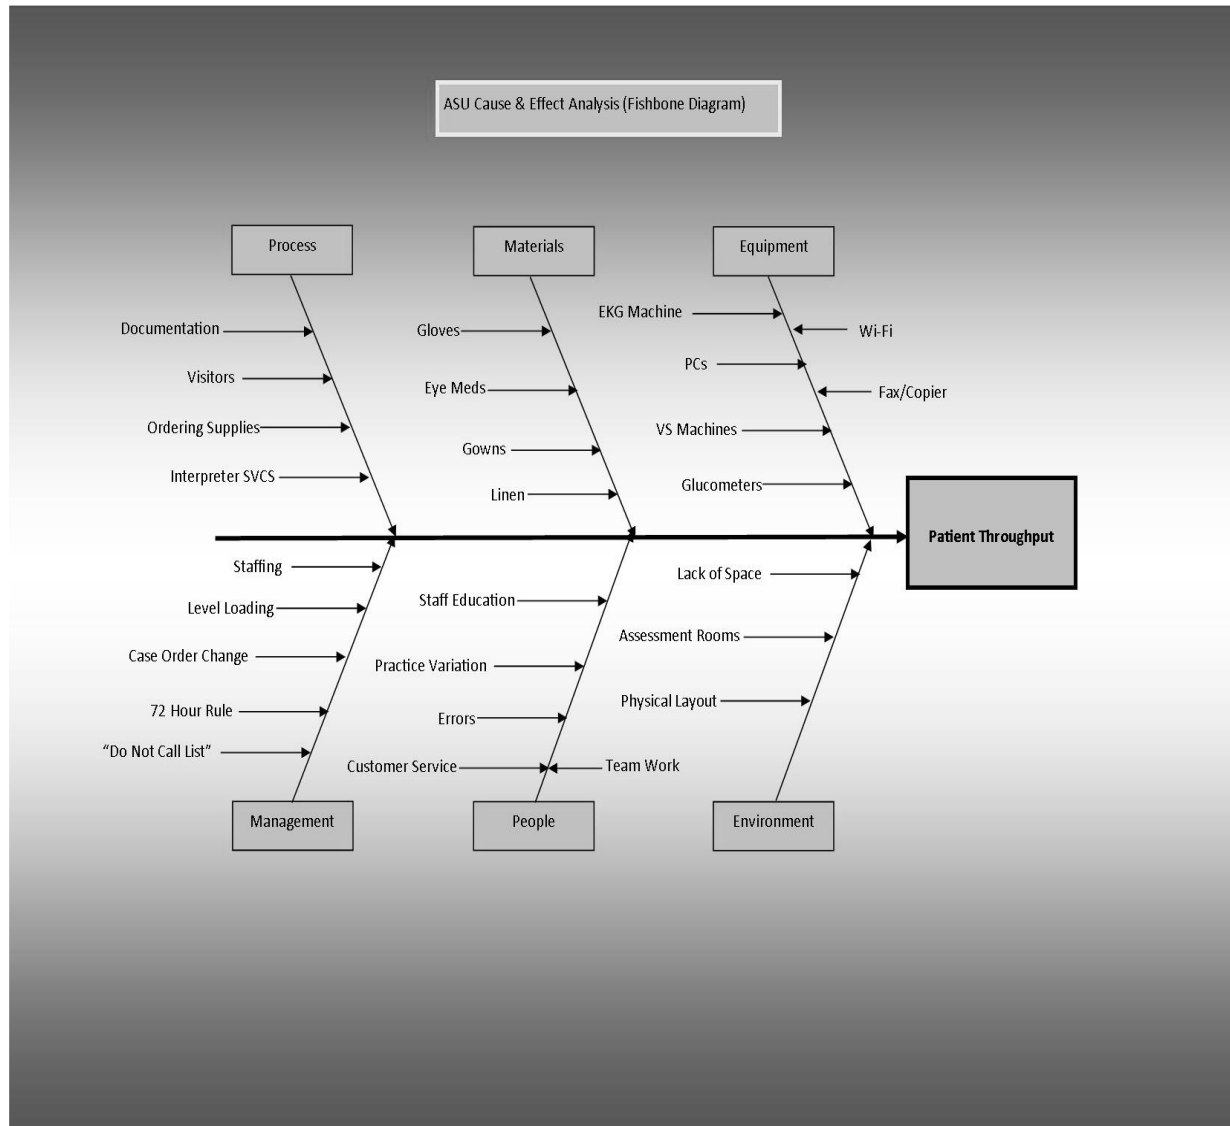 ASU Cause & Effect Analysis (Fishbone Diagram)
Process
Materials
Equipment
Documentation
Visitors
Ordering Supplies
Interpreter SVCS
Gloves
Eye Meds
Gowns
Linen
EKG Machine
Wi-Fi
PCs
Fax/Copier
VS Machines
Glucometers
Patient Throughput
Staffing
Level Loading
Case Order Change
72 Hour Rule
“Do Not Call List”
Staff Education
Practice Variation
Errors
Customer Service
Team Work
Lack of Space
Assessment Rooms
Physical Layout
Management
People
Environment